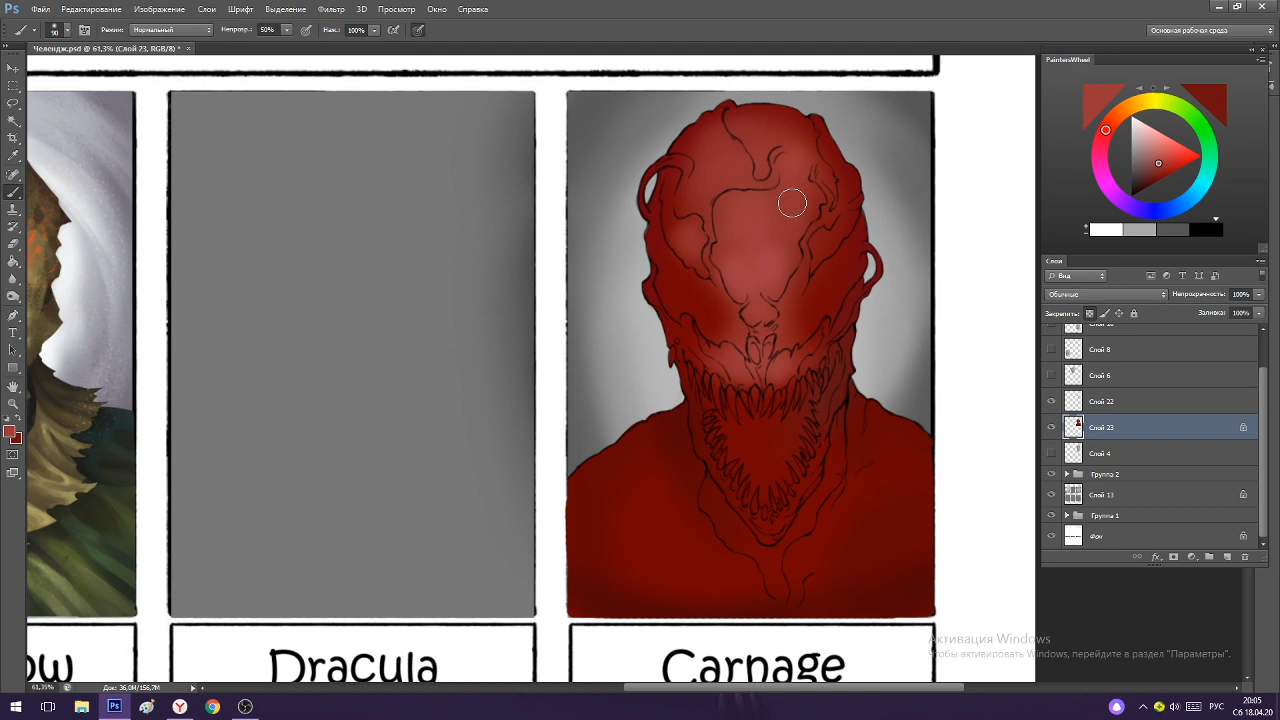 Ps Файл Редактирование Изображение Слои Шрифт Выделение Фильтр 3D Просмотр Окно Справка
90 Режим: Нормальный Непрозр.: 50% Наж.: 100% Основная рабочая среда
Челендж.psd @ 61,3% (Слой 23, RGB/8) * ×
PaintersWheel
Слои
Вид
Обычные Непрозрачность: 100%
Закрепить: Заливка: 100%
Слой 8
Слой 6
Слой 22
Слой 23
Слой 4
Группа 2
Слой 13
Группа 1
Фон
ow Dracula Carnage
Активация Windows
Чтобы активировать Windows, перейдите в раздел "Параметры".
61,35% Док: 36,0M/156,7M
РУС 20:05
Сб 18.04.20